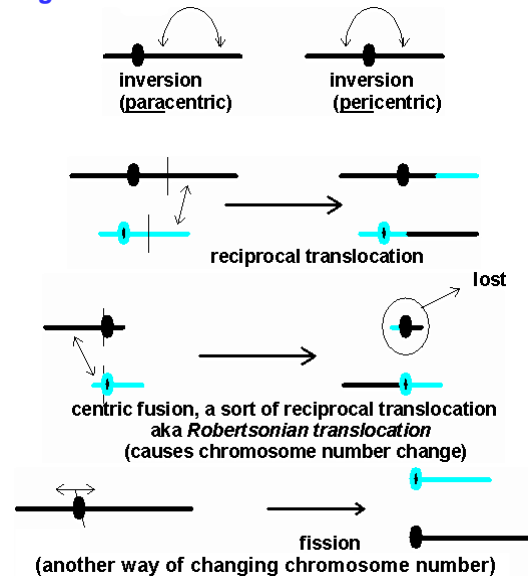 inversion
(paracentric)
inversion
(pericentric)
reciprocal translocation
lost
centric fusion, a sort of reciprocal translocation
aka Robertsonian translocation
(causes chromosome number change)
fission
(another way of changing chromosome number)